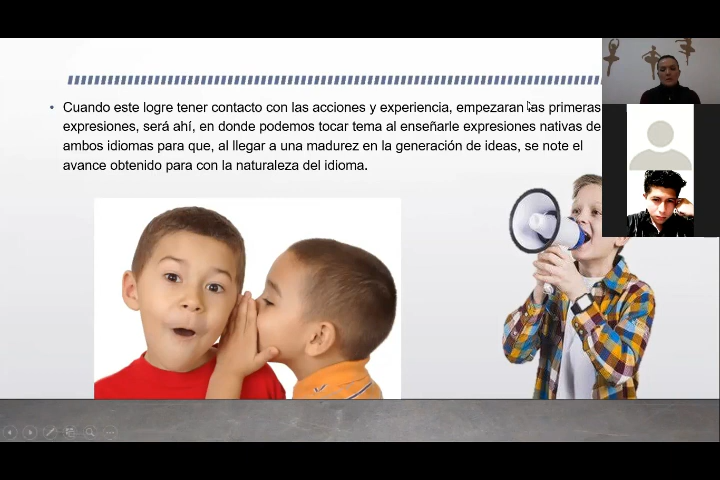 • Cuando este logre tener contacto con las acciones y experiencia, empezaran las primeras
expresiones, será ahí, en donde podemos tocar tema al enseñarle expresiones nativas de
ambos idiomas para que, al llegar a una madurez en la generación de ideas, se note el
avance obtenido para con la naturaleza del idioma.